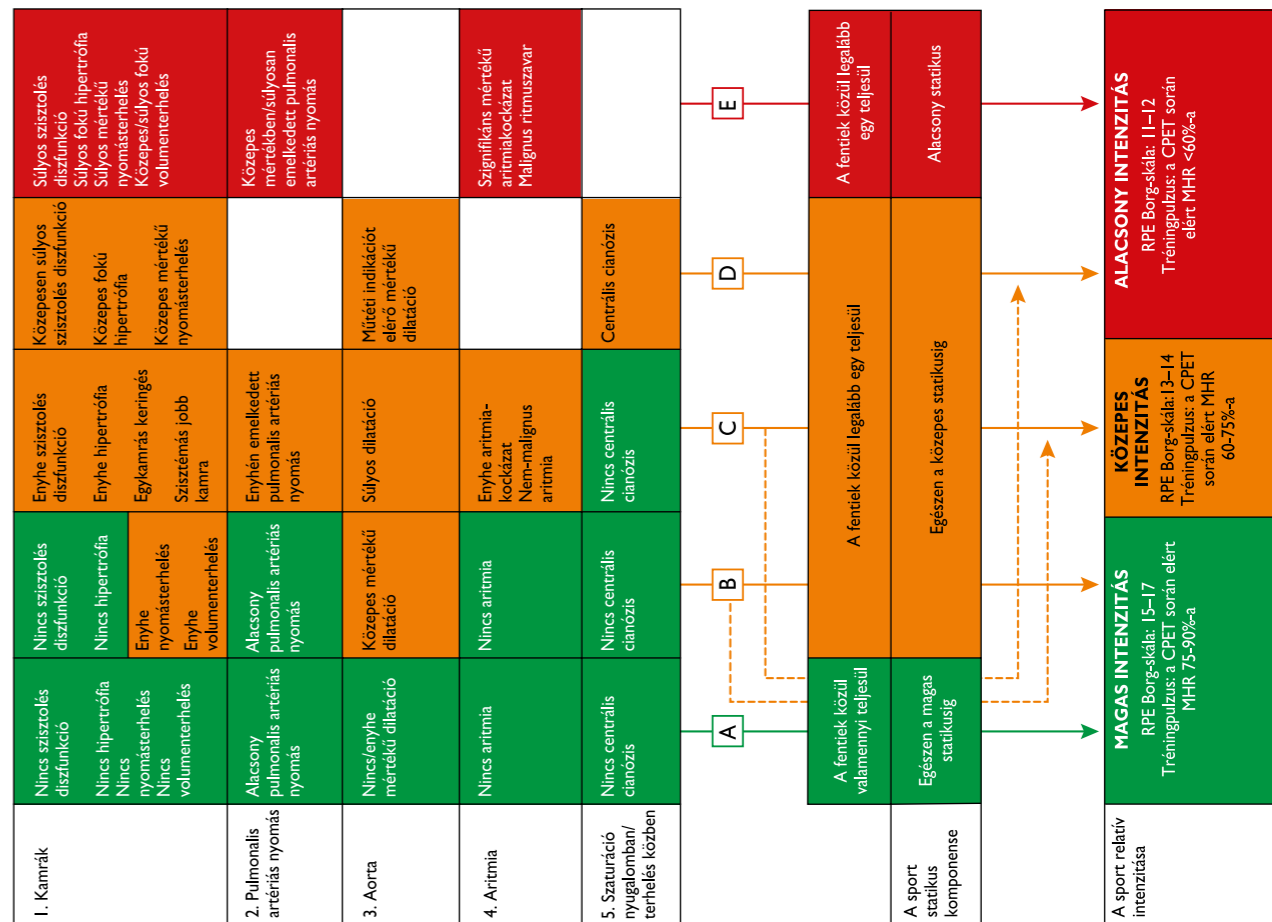 1. Kamrák
Nincs szisztolés
diszfunkció
Nincs hipertrófia
Nincs
nyomásterhelés
Nincs
volumenterhelés
Nincs szisztolés
diszfunkció
Nincs hipertrófia
Enyhe
nyomásterhelés
Enyhe
volumenterhelés
Enyhe szisztolés
diszfunkció
Enyhe hipertrófia
Egykamrás keringés
Szisztémás jobb
kamra
Közepesen súlyos
szisztolés diszfunkció
Közepes fokú
hipertrófia
Közepes mértékű
nyomásterhelés
Súlyos szisztolés
diszfunkció
Súlyos fokú hipertrófia
Súlyos mértékű
nyomásterhelés
Közepes/súlyos fokú
volumenterhelés
2. Pulmonalis
artériás nyomás
Alacsony
pulmonalis artériás
nyomás
Alacsony
pulmonalis artériás
nyomás
Enyhén emelkedett
pulmonalis artériás
nyomás
Közepes
mértékben/súlyosan
emelkedett pulmonalis
artériás nyomás
3. Aorta
Nincs/enyhe
mértékű dilatáció
Közepes mértékű
dilatáció
Súlyos dilatáció
Műtéti indikációt
elérő mértékű
dilatáció
4. Aritmia
Nincs aritmia
Nincs aritmia
Enyhe aritmia-
kockázat
Nem-malignus
aritmia
Szignifikáns mértékű
aritmiakockázat
Malignus ritmuszavar
5. Szaturáció
nyugalomban/
terhelés közben
Nincs centrális
cianózis
Nincs centrális
cianózis
Nincs centrális
cianózis
Centrális cianózis
A
B
C
D
E
A fentiek közül
valamennyi teljesül
A fentiek közül legalább egy teljesül
A fentiek közül legalább
egy teljesül
A sport
statikus
komponense
Egészen a magas
statikusig
Egészen a közepes statikusig
Alacsony statikus
A sport relatív
intenzitása
MAGAS INTENZITÁS
RPE Borg-skála: 15–17
Tréningpulzus: a CPET során elért
MHR 75-90%-a
KÖZEPES
INTENZITÁS
RPE Borg-skála:13–14
Tréningpulzus: a CPET
során elért MHR
60-75%-a
ALACSONY INTENZITÁS
RPE Borg-skála: 11–12
Tréningpulzus: a CPET során
elért MHR <60%-a